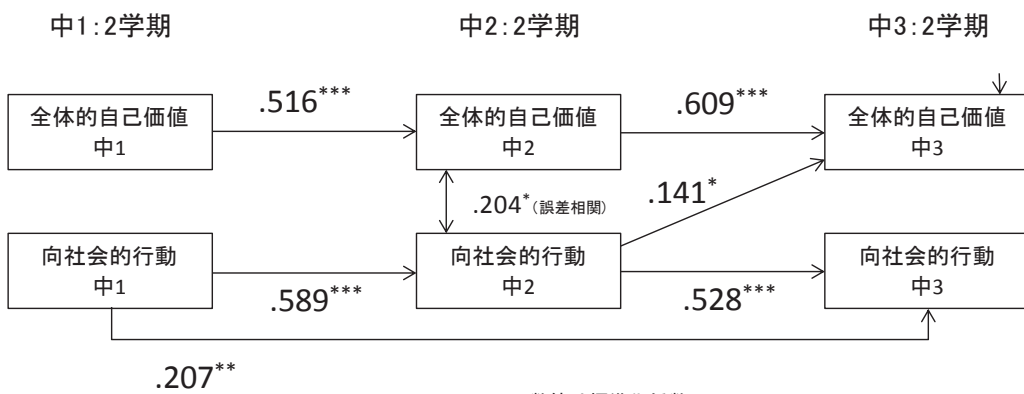 中1:2学期
中2:2学期
中3:2学期
全体的自己価値
中1
.516***
全体的自己価値
中2
.609***
全体的自己価値
中3
.204*(誤差相関)
.141*
向社会的行動
中1
.589***
向社会的行動
中2
.528***
向社会的行動
中3
.207**